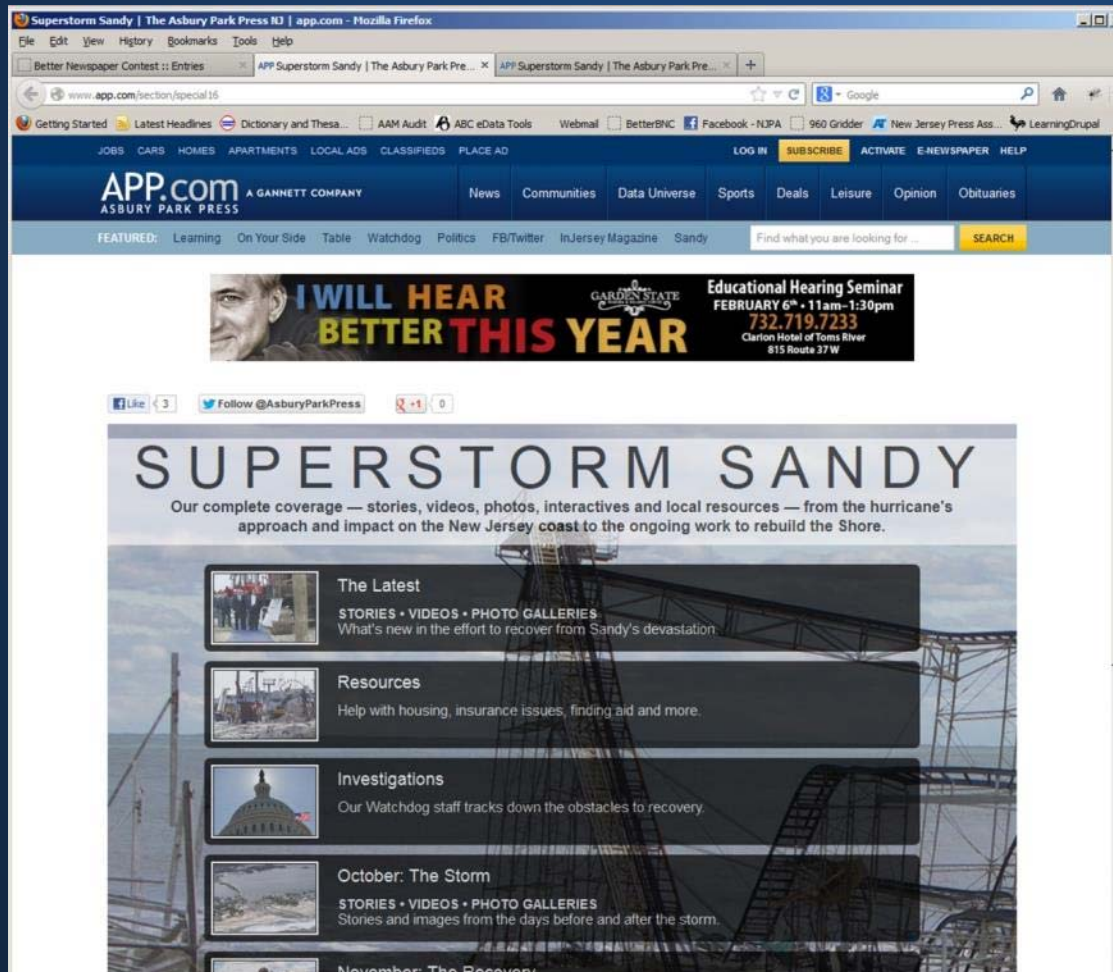 Superstorm Sandy | The Asbury Park Press NJ | app.com - Mozilla Firefox
File Edit View History Bookmarks Tools Help
Better Newspaper Contest :: Entries APP Superstorm Sandy | The Asbury Park Pre... APP Superstorm Sandy | The Asbury Park Pre...
www.app.com/section/special16 Google
Getting Started Latest Headlines Dictionary and Thesa... AAM Audit ABC eData Tools Webmail BetterBNC Facebook - NJPA 960 Gridder New Jersey Press Ass... LearningDrupal
JOBS CARS HOMES APARTMENTS LOCAL ADS CLASSIFIEDS PLACE AD LOG IN SUBSCRIBE ACTIVATE E-NEWSPAPER HELP
APP.com A GANNETT COMPANY News Communities Data Universe Sports Deals Leisure Opinion Obituaries
ASBURY PARK PRESS
FEATURED: Learning On Your Side Table Watchdog Politics FB/Twitter InJersey Magazine Sandy Find what you are looking for ... SEARCH
I WILL HEAR
BETTER THIS YEAR
GARDEN STATE
Educational Hearing Seminar
FEBRUARY 6th • 11am-1:30pm
732.719.7233
Clarion Hotel of Toms River
815 Route 37 W
Like 3 Follow @AsburyParkPress +1 0
SUPERSTORM SANDY
Our complete coverage — stories, videos, photos, interactives and local resources — from the hurricane's
approach and impact on the New Jersey coast to the ongoing work to rebuild the Shore.
The Latest
STORIES • VIDEOS • PHOTO GALLERIES
What's new in the effort to recover from Sandy's devastation.
Resources
Help with housing, insurance issues, finding aid and more.
Investigations
Our Watchdog staff tracks down the obstacles to recovery.
October: The Storm
STORIES • VIDEOS • PHOTO GALLERIES
Stories and images from the days before and after the storm.
November: The Recovery